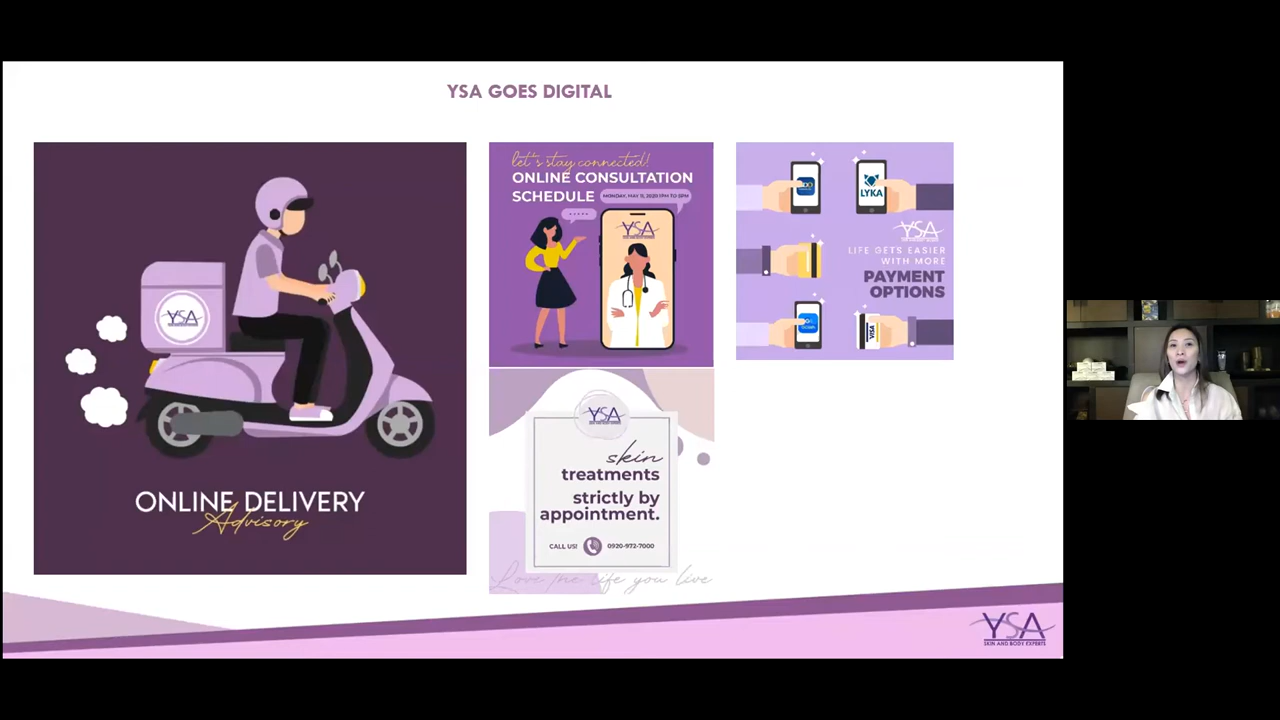 YSA GOES DIGITAL
YSA
ONLINE DELIVERY
Advisory
let's stay connected!
ONLINE CONSULTATION
SCHEDULE
YSA
YSA
skin
treatments
strictly by
appointment.
CALL US!
0920-972-7000
LYKA
YSA
LIFE GETS EASIER
WITH MORE
PAYMENT
OPTIONS
VISA
YSA
SKIN AND BODY EXPERTS